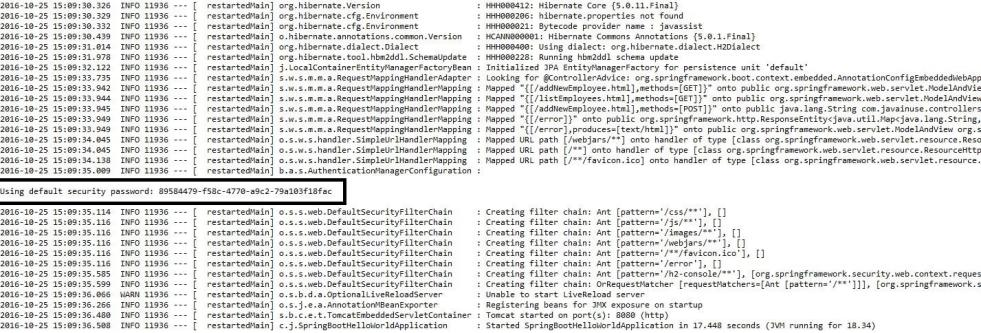 2016-10-25 15:09:30.326 INFO 11936 --- [ restartedMain] org.hibernate.Version : HHH000412: Hibernate Core {5.0.11.Final}
2016-10-25 15:09:30.329 INFO 11936 --- [ restartedMain] org.hibernate.cfg.Environment : HHH000206: hibernate.properties not found
2016-10-25 15:09:30.332 INFO 11936 --- [ restartedMain] org.hibernate.cfg.Environment : HHH000021: Bytecode provider name : javassist
2016-10-25 15:09:30.439 INFO 11936 --- [ restartedMain] o.hibernate.annotations.common.Version : HCANN000001: Hibernate Commons Annotations {5.0.1.Final}
2016-10-25 15:09:31.014 INFO 11936 --- [ restartedMain] org.hibernate.dialect.Dialect : HHH000400: Using dialect: org.hibernate.dialect.H2Dialect
2016-10-25 15:09:31.978 INFO 11936 --- [ restartedMain] org.hibernate.tool.hbm2ddl.SchemaUpdate : HHH000228: Running hbm2ddl schema update
2016-10-25 15:09:32.122 INFO 11936 --- [ restartedMain] j.LocalContainerEntityManagerFactoryBean : Initialized JPA EntityManagerFactory for persistence unit 'default'
2016-10-25 15:09:33.735 INFO 11936 --- [ restartedMain] s.w.s.m.m.a.RequestMappingHandlerAdapter : Looking for @ControllerAdvice: org.springframework.boot.context.embedded.AnnotationConfigEmbeddedWebApp
2016-10-25 15:09:33.942 INFO 11936 --- [ restartedMain] s.w.s.m.m.a.RequestMappingHandlerMapping : Mapped "{[/addNewEmployee.html],methods=[GET]}" onto public org.springframework.web.servlet.ModelAndView
2016-10-25 15:09:33.944 INFO 11936 --- [ restartedMain] s.w.s.m.m.a.RequestMappingHandlerMapping : Mapped "{[/listEmployees.html],methods=[GET]}" onto public org.springframework.web.servlet.ModelAndView
2016-10-25 15:09:33.945 INFO 11936 --- [ restartedMain] s.w.s.m.m.a.RequestMappingHandlerMapping : Mapped "{[/addNewEmployee.html],methods=[POST]}" onto public java.lang.String com.javainuse.controllers
2016-10-25 15:09:33.949 INFO 11936 --- [ restartedMain] s.w.s.m.m.a.RequestMappingHandlerMapping : Mapped "{[/error]}" onto public org.springframework.http.ResponseEntity<java.util.Map<java.lang.String,
2016-10-25 15:09:33.949 INFO 11936 --- [ restartedMain] s.w.s.m.m.a.RequestMappingHandlerMapping : Mapped "{[/error],produces=[text/html]}" onto public org.springframework.web.servlet.ModelAndView org.s
2016-10-25 15:09:34.045 INFO 11936 --- [ restartedMain] o.s.w.s.handler.SimpleUrlHandlerMapping : Mapped URL path [/webjars/**] onto handler of type [class org.springframework.web.servlet.resource.Reso
2016-10-25 15:09:34.045 INFO 11936 --- [ restartedMain] o.s.w.s.handler.SimpleUrlHandlerMapping : Mapped URL path [/**] onto handler of type [class org.springframework.web.servlet.resource.ResourceHttp
2016-10-25 15:09:34.138 INFO 11936 --- [ restartedMain] o.s.w.s.handler.SimpleUrlHandlerMapping : Mapped URL path [/**/favicon.ico] onto handler of type [class org.springframework.web.servlet.resource.
2016-10-25 15:09:35.009 INFO 11936 --- [ restartedMain] b.a.s.AuthenticationManagerConfiguration :
Using default security password: 89584479-f58c-4770-a9c2-79a103f18fac
2016-10-25 15:09:35.114 INFO 11936 --- [ restartedMain] o.s.s.web.DefaultSecurityFilterChain : Creating filter chain: Ant [pattern='/css/**'], []
2016-10-25 15:09:35.116 INFO 11936 --- [ restartedMain] o.s.s.web.DefaultSecurityFilterChain : Creating filter chain: Ant [pattern='/js/**'], []
2016-10-25 15:09:35.116 INFO 11936 --- [ restartedMain] o.s.s.web.DefaultSecurityFilterChain : Creating filter chain: Ant [pattern='/images/**'], []
2016-10-25 15:09:35.116 INFO 11936 --- [ restartedMain] o.s.s.web.DefaultSecurityFilterChain : Creating filter chain: Ant [pattern='/webjars/**'], []
2016-10-25 15:09:35.116 INFO 11936 --- [ restartedMain] o.s.s.web.DefaultSecurityFilterChain : Creating filter chain: Ant [pattern='/**/favicon.ico'], []
2016-10-25 15:09:35.116 INFO 11936 --- [ restartedMain] o.s.s.web.DefaultSecurityFilterChain : Creating filter chain: Ant [pattern='/error'], []
2016-10-25 15:09:35.585 INFO 11936 --- [ restartedMain] o.s.s.web.DefaultSecurityFilterChain : Creating filter chain: Ant [pattern='/h2-console/**'], [org.springframework.security.web.context.reques
2016-10-25 15:09:35.599 INFO 11936 --- [ restartedMain] o.s.s.web.DefaultSecurityFilterChain : Creating filter chain: OrRequestMatcher [requestMatchers=[Ant [pattern='/**']]], [org.springframework.s
2016-10-25 15:09:36.066 WARN 11936 --- [ restartedMain] o.s.b.d.a.OptionalLiveReloadServer : Unable to start LiveReload server
2016-10-25 15:09:36.266 INFO 11936 --- [ restartedMain] o.s.j.e.a.AnnotationMBeanExporter : Registering beans for JMX exposure on startup
2016-10-25 15:09:36.480 INFO 11936 --- [ restartedMain] s.b.c.e.t.TomcatEmbeddedServletContainer : Tomcat started on port(s): 8080 (http)
2016-10-25 15:09:36.508 INFO 11936 --- [ restartedMain] c.j.SpringBootHelloWorldApplication : Started SpringBootHelloWorldApplication in 17.448 seconds (JVM running for 18.34)